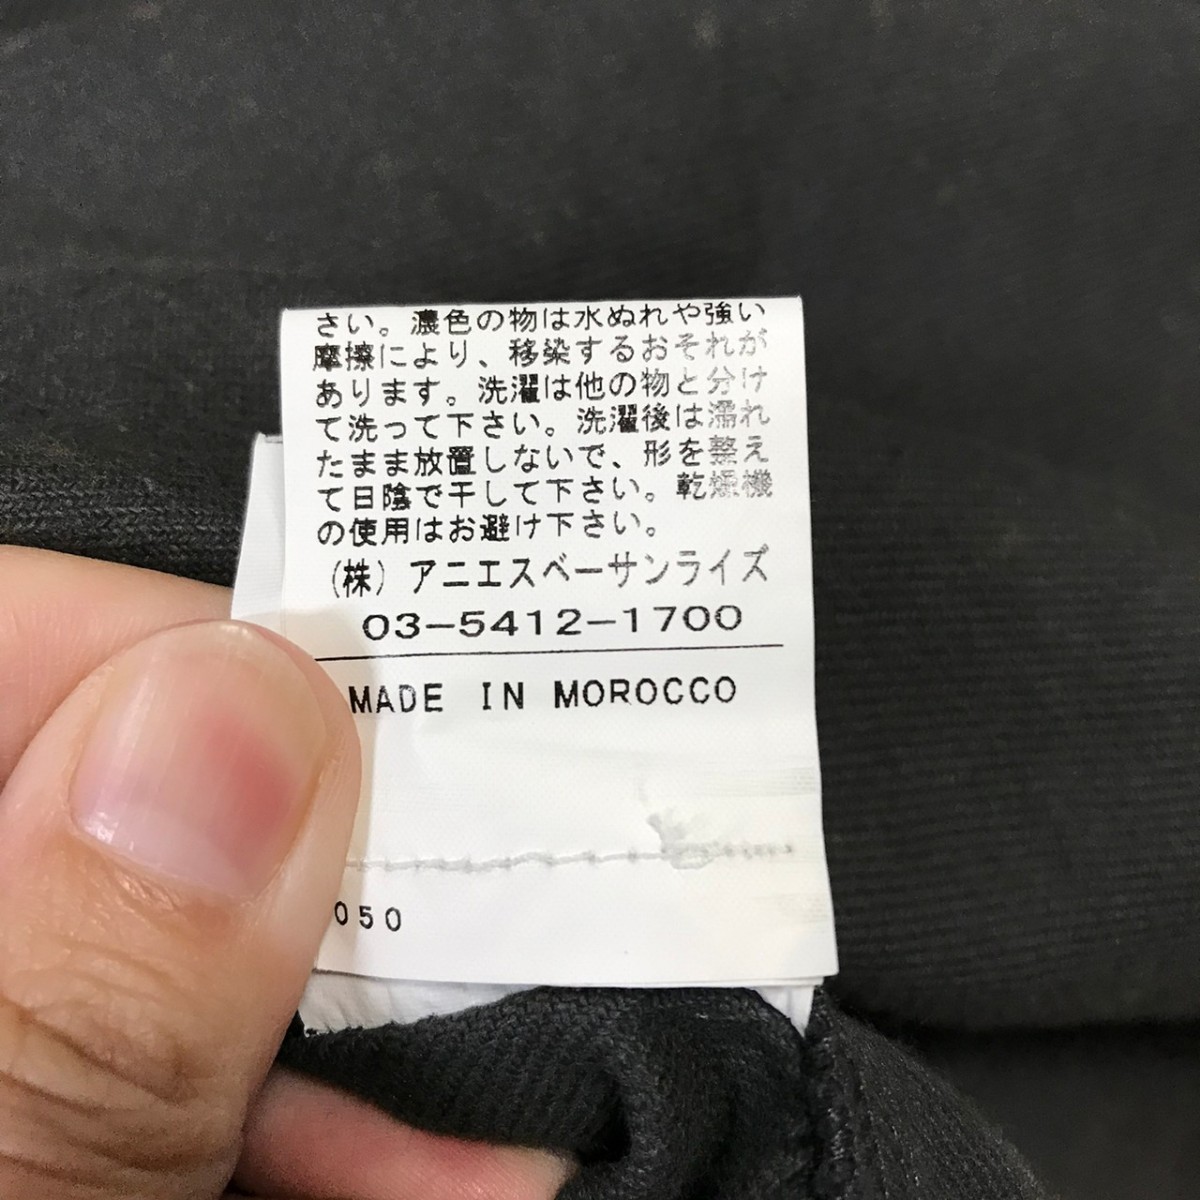 さい。濃色の物は水ぬれや強い
摩擦により、移染するおそれが
あります。洗濯は他の物と分け
て洗って下さい。洗濯後は濡れ
たまま放置しないで、形を整え
て日陰で干して下さい。乾燥機
の使用はお避け下さい。
(株) アニエスベーサンライズ
03-5412-1700
MADE IN MOROCCO
050